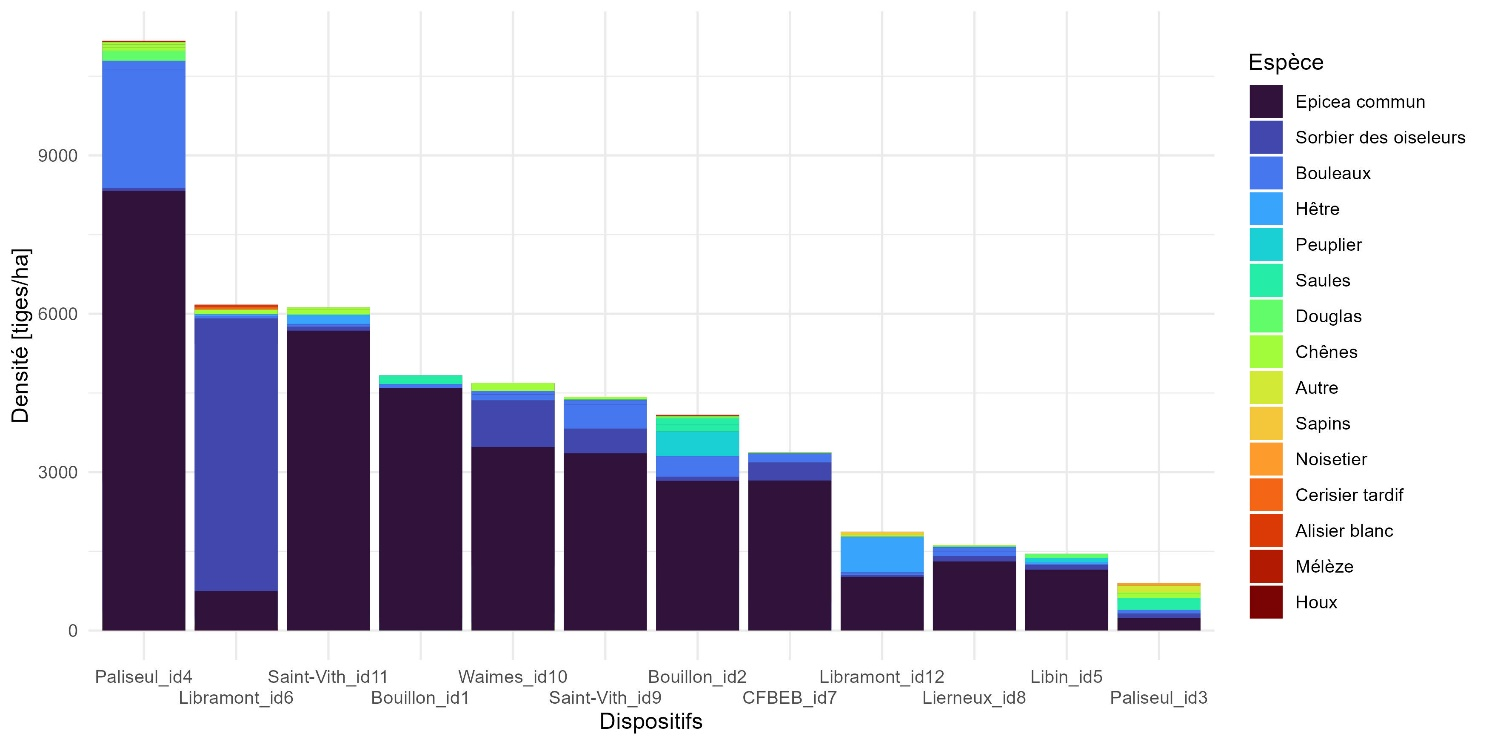 Densité [tiges/ha]
9000
6000
3000
0
Paliseul_id4
Saint-Vith_id11
Waimes_id10
Bouillon_id2
Libramont_id12
Libin_id5
Libramont_id6
Bouillon_id1
Saint-Vith_id9
CFBEB_id7
Lierneux_id8
Paliseul_id3
Dispositifs
Espèce
Epicea commun
Sorbier des oiseleurs
Bouleaux
Hêtre
Peuplier
Saules
Douglas
Chênes
Autre
Sapins
Noisetier
Cerisier tardif
Alisier blanc
Mélèze
Houx